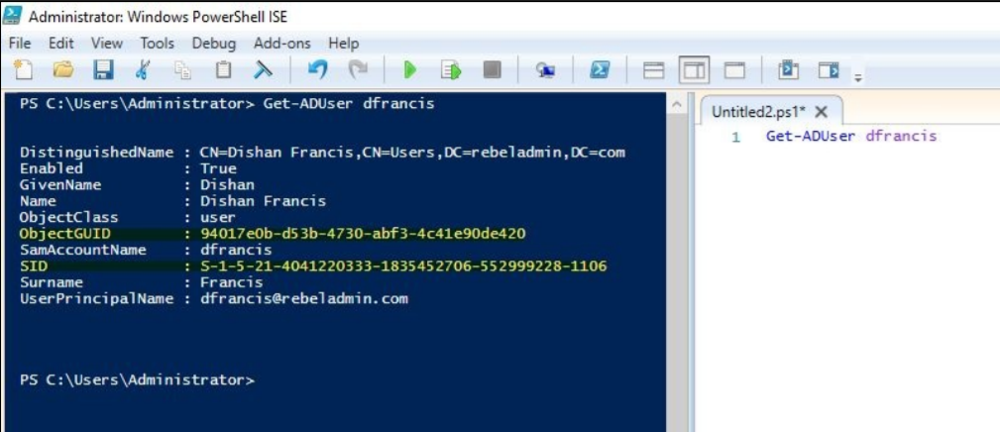 Administrator: Windows PowerShell ISE
File Edit View Tools Debug Add-ons Help
PS C:\Users\Administrator> Get-ADUser dfrancis
DistinguishedName : CN=Dishan Francis,CN=Users,DC=rebeladmin,DC=com
Enabled : True
GivenName : Dishan
Name : Dishan Francis
ObjectClass : user
ObjectGUID : 94017e0b-d53b-4730-abf3-4c41e90de420
SamAccountName : dfrancis
SID : S-1-5-21-4041220333-1835452706-552999228-1106
Surname : Francis
UserPrincipalName : dfrancis@rebeladmin.com
PS C:\Users\Administrator>
Untitled2.ps1* X
1 Get-ADUser dfrancis